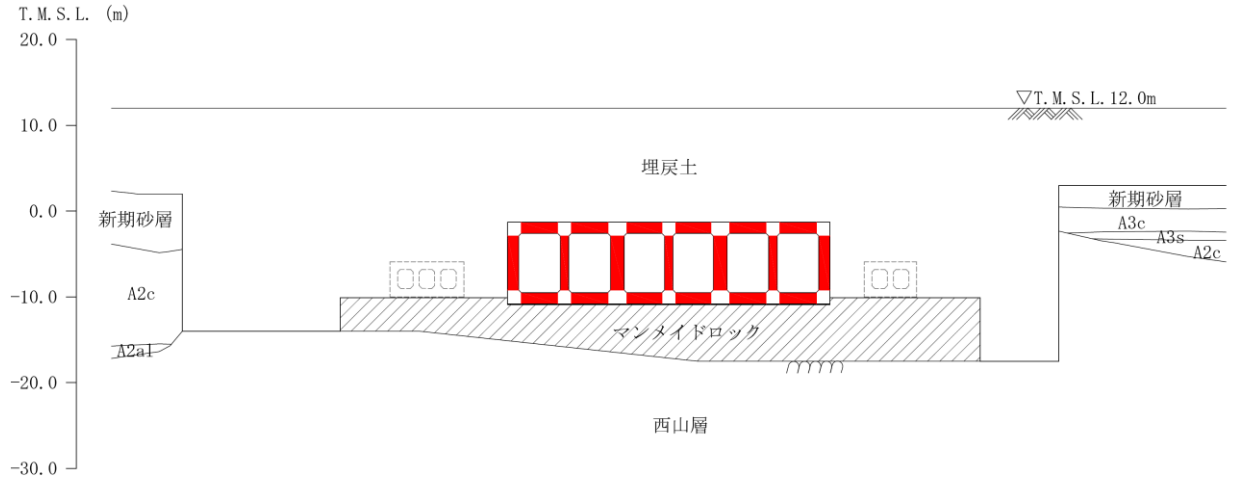 T.M.S.L. (m)
20.0
▽T.M.S.L.12.0m
10.0
埋戻土
0.0
新期砂層
新期砂層
A3c
A3s
A2c
A2c
-10.0
マンメイドロック
A2al
-20.0
西山層
-30.0